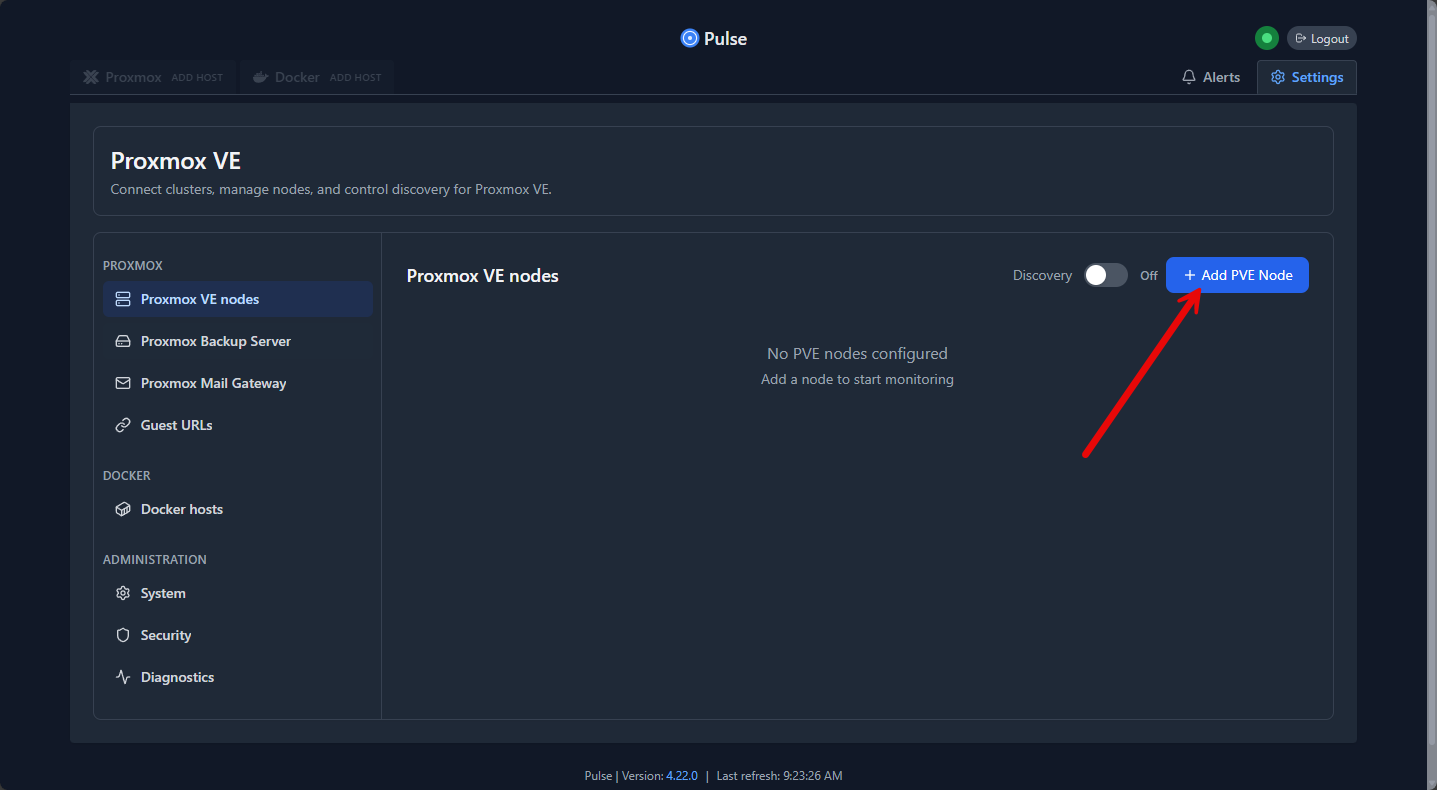 Pulse
Logout
Proxmox ADD HOST Docker ADD HOST Alerts Settings
Proxmox VE
Connect clusters, manage nodes, and control discovery for Proxmox VE.
PROXMOX
Proxmox VE nodes
Proxmox Backup Server
Proxmox Mail Gateway
Guest URLs
DOCKER
Docker hosts
ADMINISTRATION
System
Security
Diagnostics
Proxmox VE nodes Discovery Off + Add PVE Node
No PVE nodes configured
Add a node to start monitoring
Pulse | Version: 4.22.0 | Last refresh: 9:23:26 AM